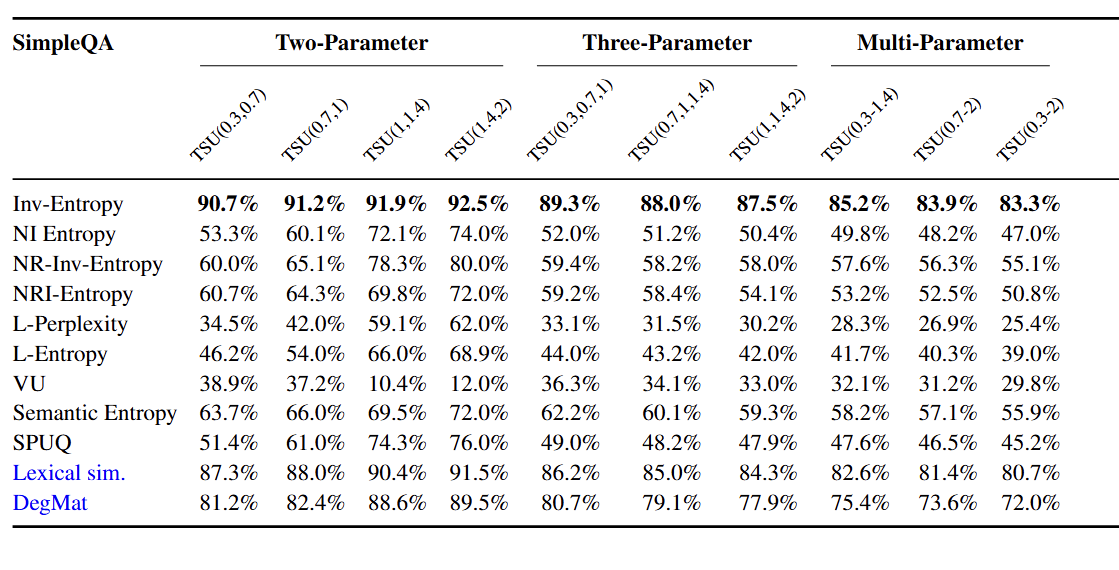 SimpleQA Two-Parameter Three-Parameter Multi-Parameter
TSU(0.3,0.7) TSU(0.7,1) TSU(1,1.4) TSU(1.4,2) TSU(0.3,0.7,1) TSU(0.7,1,1.4) TSU(1,1.4,2) TSU(0.3-1.4) TSU(0.7-2) TSU(0.3-2)
Inv-Entropy 90.7% 91.2% 91.9% 92.5% 89.3% 88.0% 87.5% 85.2% 83.9% 83.3%
NI Entropy 53.3% 60.1% 72.1% 74.0% 52.0% 51.2% 50.4% 49.8% 48.2% 47.0%
NR-Inv-Entropy 60.0% 65.1% 78.3% 80.0% 59.4% 58.2% 58.0% 57.6% 56.3% 55.1%
NRI-Entropy 60.7% 64.3% 69.8% 72.0% 59.2% 58.4% 54.1% 53.2% 52.5% 50.8%
L-Perplexity 34.5% 42.0% 59.1% 62.0% 33.1% 31.5% 30.2% 28.3% 26.9% 25.4%
L-Entropy 46.2% 54.0% 66.0% 68.9% 44.0% 43.2% 42.0% 41.7% 40.3% 39.0%
VU 38.9% 37.2% 10.4% 12.0% 36.3% 34.1% 33.0% 32.1% 31.2% 29.8%
Semantic Entropy 63.7% 66.0% 69.5% 72.0% 62.2% 60.1% 59.3% 58.2% 57.1% 55.9%
SPUQ 51.4% 61.0% 74.3% 76.0% 49.0% 48.2% 47.9% 47.6% 46.5% 45.2%
Lexical sim. 87.3% 88.0% 90.4% 91.5% 86.2% 85.0% 84.3% 82.6% 81.4% 80.7%
DegMat 81.2% 82.4% 88.6% 89.5% 80.7% 79.1% 77.9% 75.4% 73.6% 72.0%